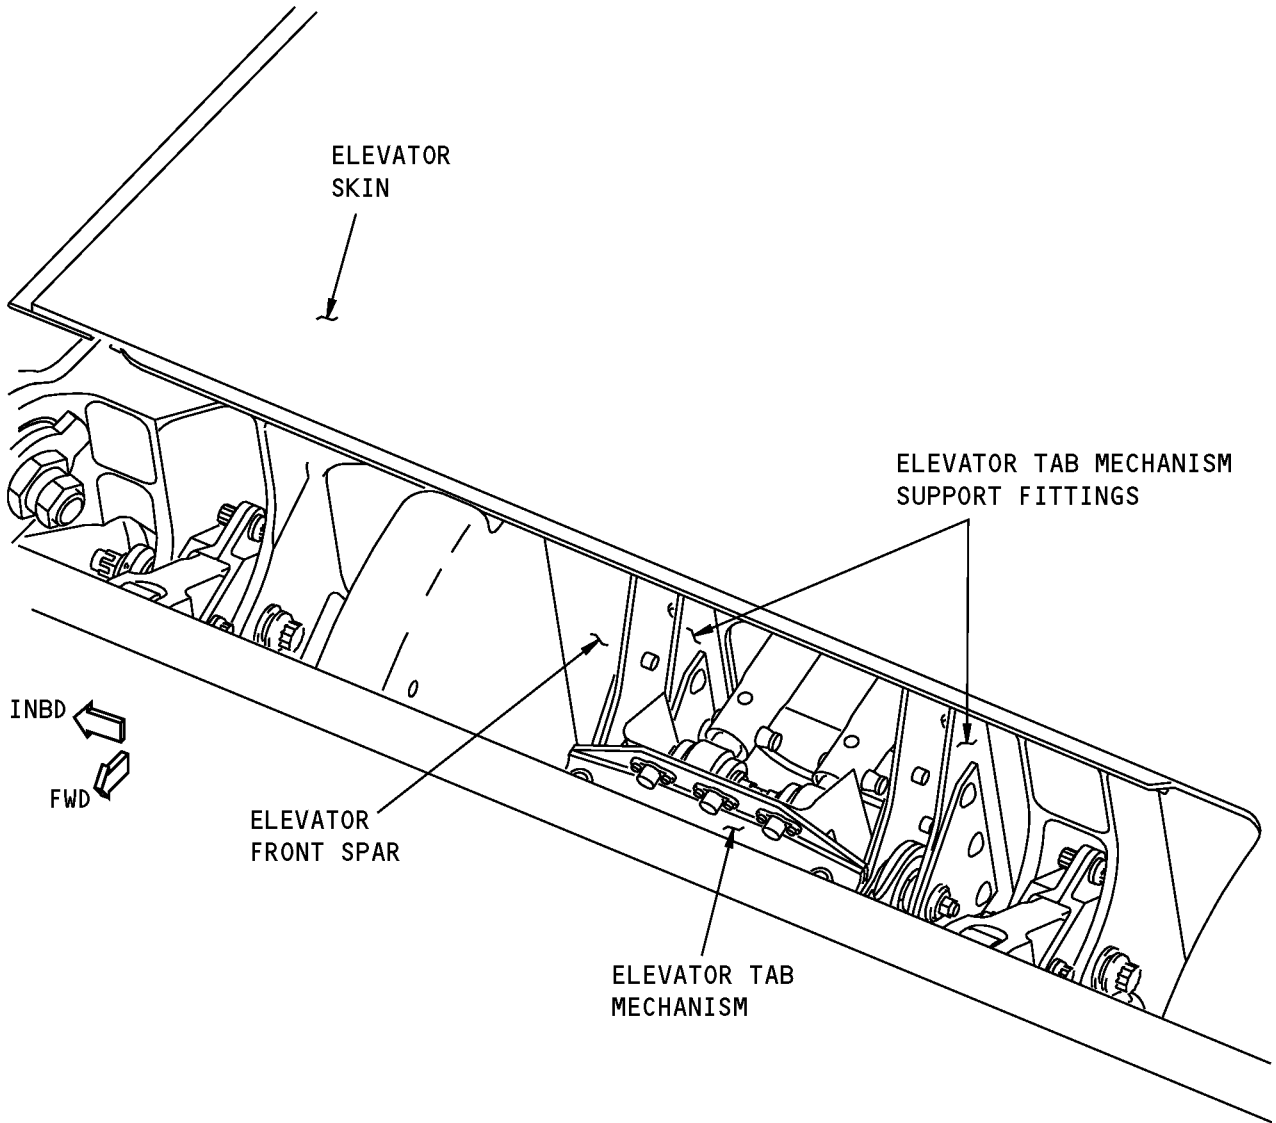 ELEVATOR
SKIN
ELEVATOR TAB MECHANISM
SUPPORT FITTINGS
INBD
FWD
ELEVATOR
FRONT SPAR
ELEVATOR TAB
MECHANISM